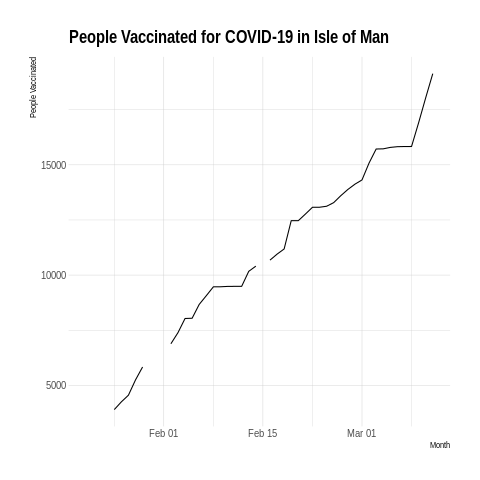 People Vaccinated for COVID-19 in Isle of Man
People Vaccinated
15000
10000
5000
Feb 01 Feb 15 Mar 01
Month